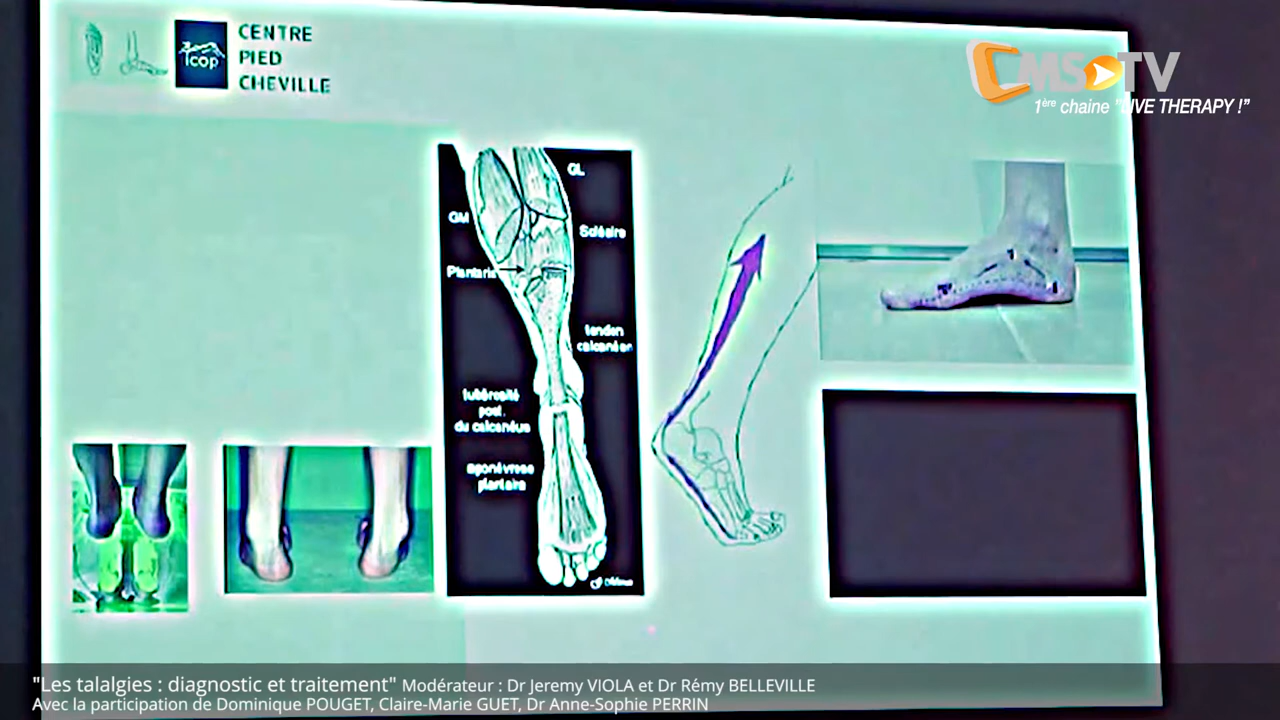 icop
CENTRE
PIED
CHEVILLE
CMS TV
1ère chaine "LIVE THERAPY !"
GL
GM
Soléaire
Plantaris
tendon
calcanéen
tubérosité
post.
du calcanéus
aponévrose
plantaire
"Les talalgies : diagnostic et traitement" Modérateur : Dr Jeremy VIOLA et Dr Rémy BELLEVILLE
Avec la participation de Dominique POUGET, Claire-Marie GUET, Dr Anne-Sophie PERRIN